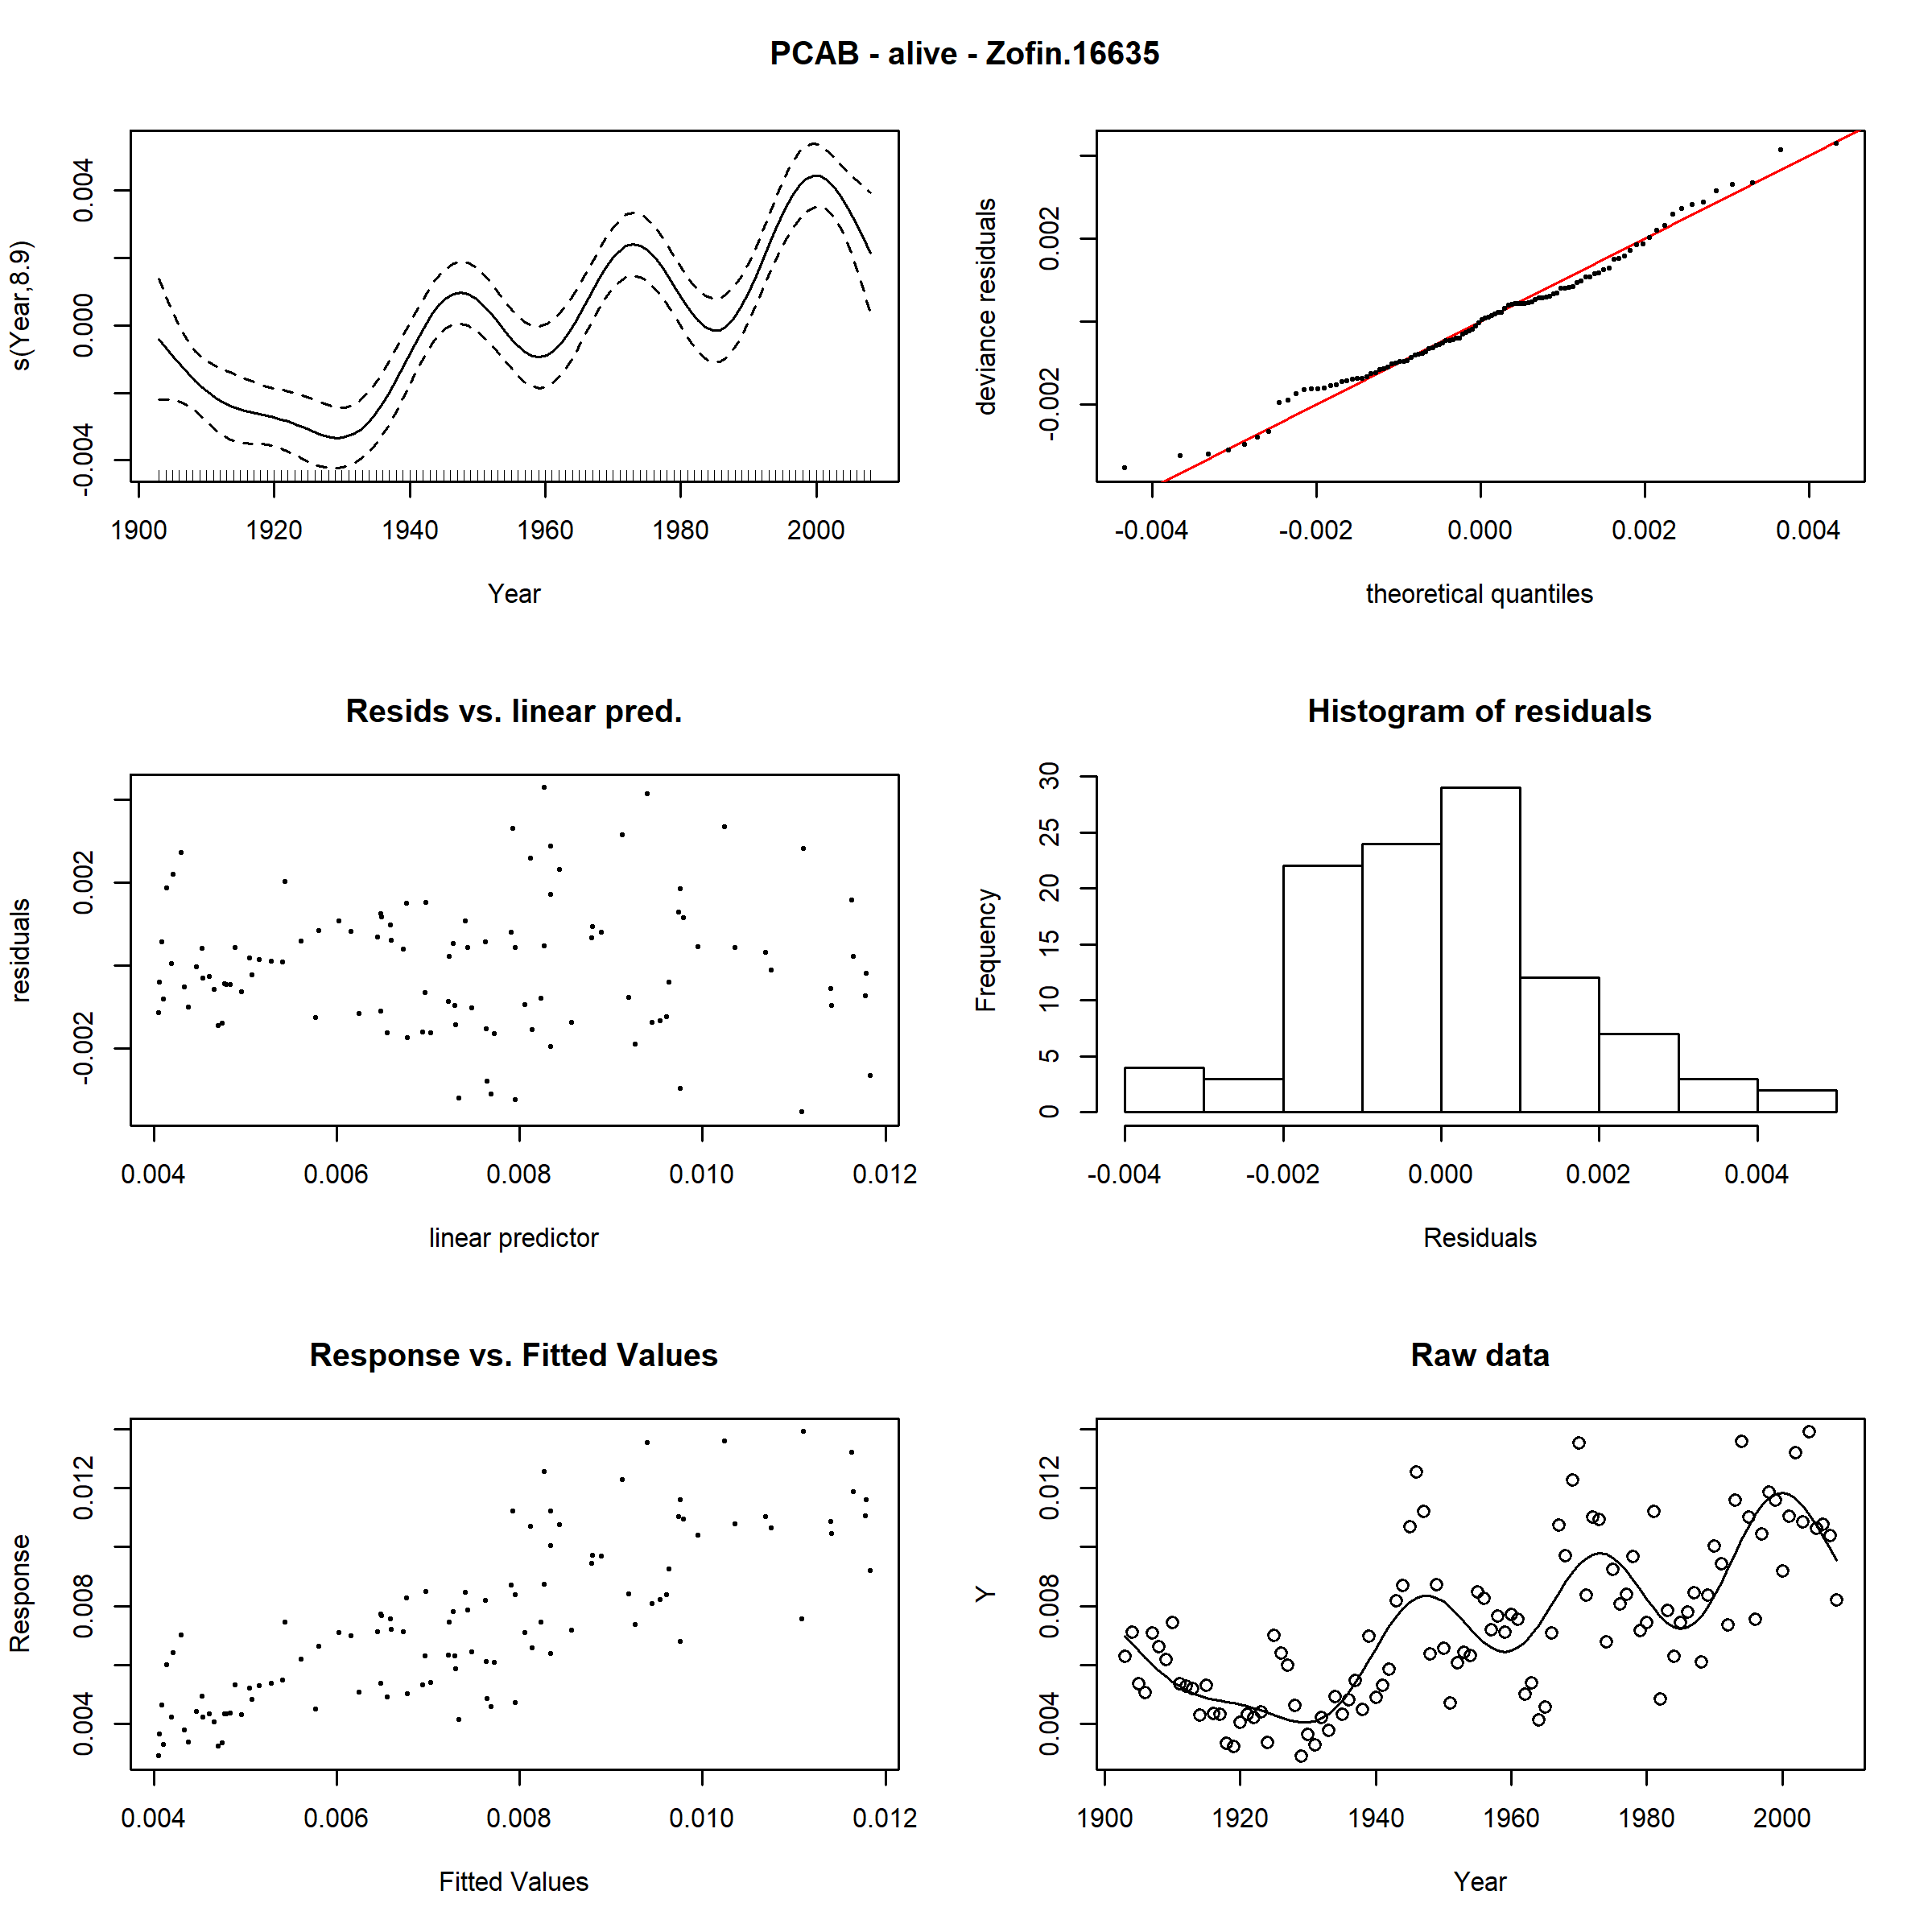 PCAB - alive - Zofin.16635
s(Year,8.9)
-0.004 0.000 0.004
1900 1920 1940 1960 1980 2000
Year
deviance residuals
-0.002 0.002
-0.004 -0.002 0.000 0.002 0.004
theoretical quantiles
Resids vs. linear pred.
residuals
-0.002 0.002
0.004 0.006 0.008 0.010 0.012
linear predictor
Histogram of residuals
Frequency
0 5 10 15 20 25 30
-0.004 -0.002 0.000 0.002 0.004
Residuals
Response vs. Fitted Values
Response
0.004 0.008 0.012
0.004 0.006 0.008 0.010 0.012
Fitted Values
Raw data
Y
0.004 0.008 0.012
1900 1920 1940 1960 1980 2000
Year